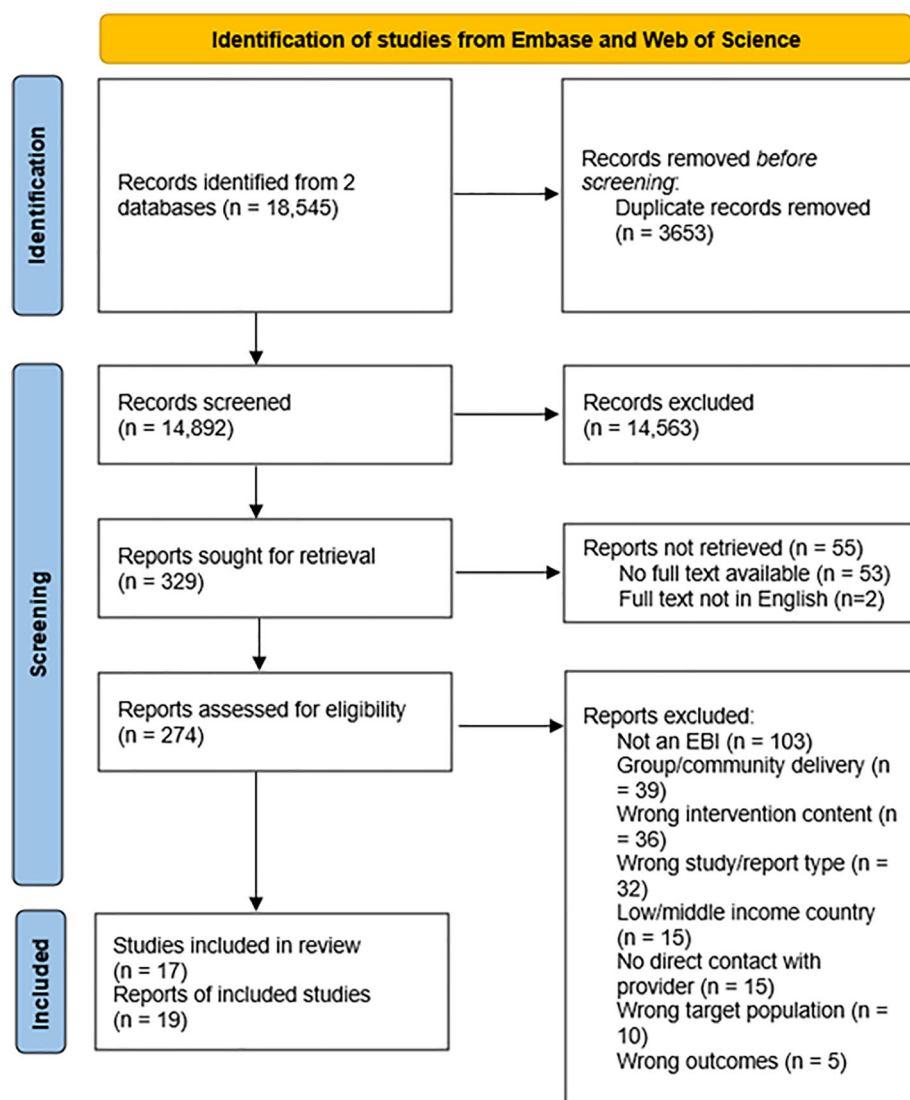 Identification of studies from Embase and Web of Science
Identification
Records identified from 2
databases (n = 18,545)
Records removed before
screening:
Duplicate records removed
(n = 3653)
Screening
Records screened
(n = 14,892)
Records excluded
(n = 14,563)
Reports sought for retrieval
(n = 329)
Reports not retrieved (n = 55)
No full text available (n = 53)
Full text not in English (n=2)
Reports assessed for eligibility
(n = 274)
Reports excluded:
Not an EBI (n = 103)
Group/community delivery (n
= 39)
Wrong intervention content (n
= 36)
Wrong study/report type (n =
32)
Low/middle income country
(n = 15)
No direct contact with
provider (n = 15)
Wrong target population (n =
10)
Wrong outcomes (n = 5)
Included
Studies included in review
(n = 17)
Reports of included studies
(n = 19)